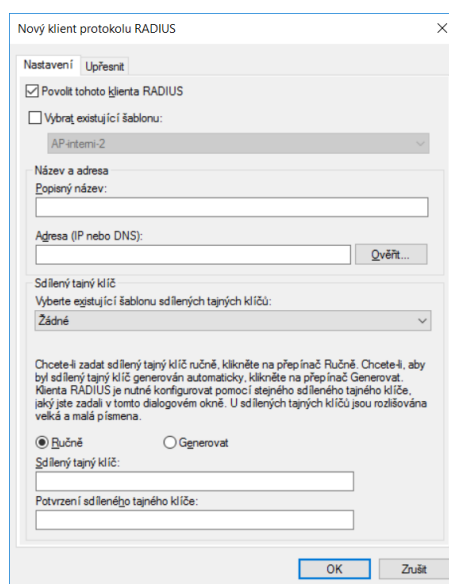 Nový klient protokolu RADIUS
Nastavení Upřesnit
Povolit tohoto klienta RADIUS
Vybrat existující šablonu:
AP-interni-2
Název a adresa
Popisný název:
Adresa (IP nebo DNS):
Ověřit...
Sdílený tajný klíč
Vyberte existující šablonu sdílených tajných klíčů:
Žádné
Chcete-li zadat sdílený tajný klíč ručně, klikněte na přepínač Ručně. Chcete-li, aby
byl sdílený tajný klíč generován automaticky, klikněte na přepínač Generovat.
Klienta RADIUS je nutné konfigurovat pomocí stejného sdíleného tajného klíče,
jaký jste zadali v tomto dialogovém okně. U sdílených tajných klíčů jsou rozlišována
velká a malá písmena.
Ručně Generovat
Sdílený tajný klíč:
Potvrzení sdíleného tajného klíče:
OK Zrušit